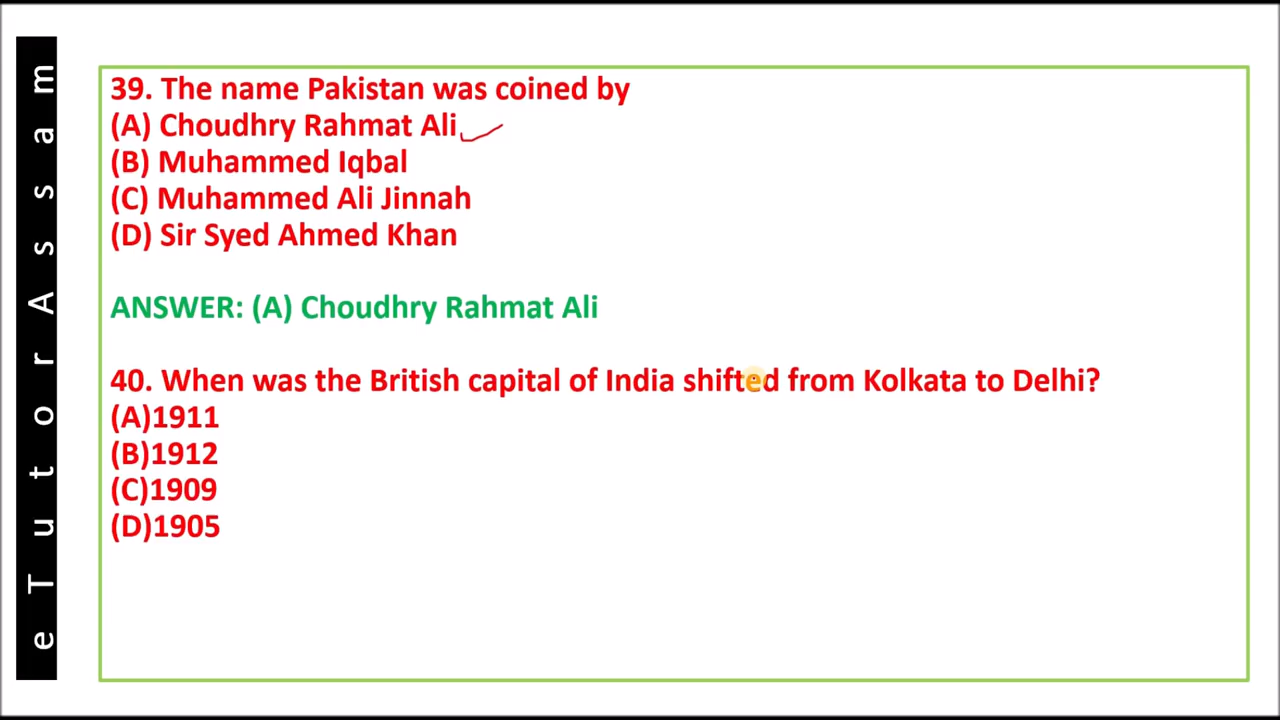 eTutorAssam
39. The name Pakistan was coined by
(A) Choudhry Rahmat Ali
(B) Muhammed Iqbal
(C) Muhammed Ali Jinnah
(D) Sir Syed Ahmed Khan
ANSWER: (A) Choudhry Rahmat Ali
40. When was the British capital of India shifted from Kolkata to Delhi?
(A)1911
(B)1912
(C)1909
(D)1905